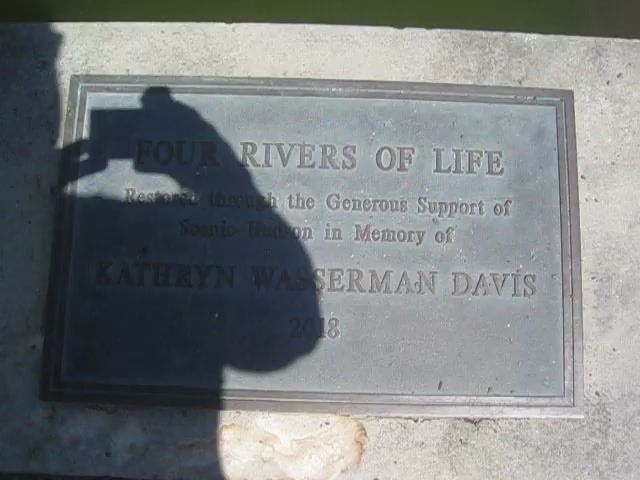 FOUR RIVERS OF LIFE
Restored through the Generous Support of
Scenic Hudson in Memory of
KATHRYN WASSERMAN DAVIS
2018